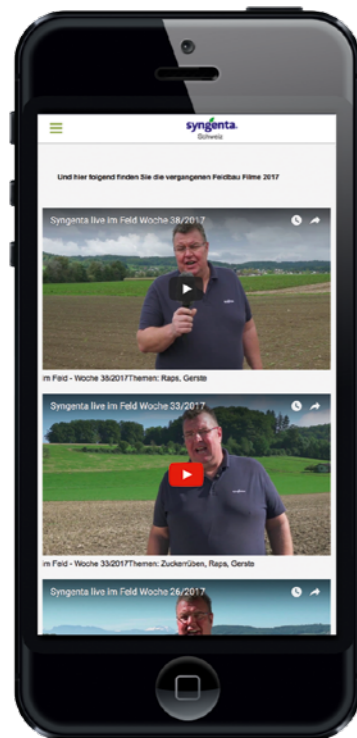 syngenta.
Schweiz
Und hier folgend finden Sie die vergangenen Feldbau Filme 2017
Syngenta live im Feld Woche 38/2017
im Feld - Woche 38/2017Themen: Raps, Gerste
Syngenta live im Feld Woche 33/2017
im Feld - Woche 33/2017Themen: Zuckerrüben, Raps, Gerste
Syngenta live im Feld Woche 26/2017